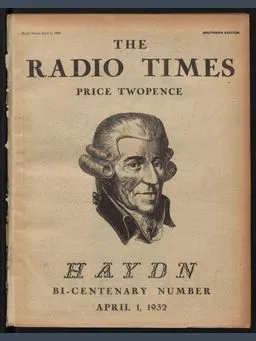 SOUTHERN EDITION
THE
RADIO TIMES
PRICE TWOPENCE
HAYDN
BI-CENTENARY NUMBER
APRIL 1, 1932